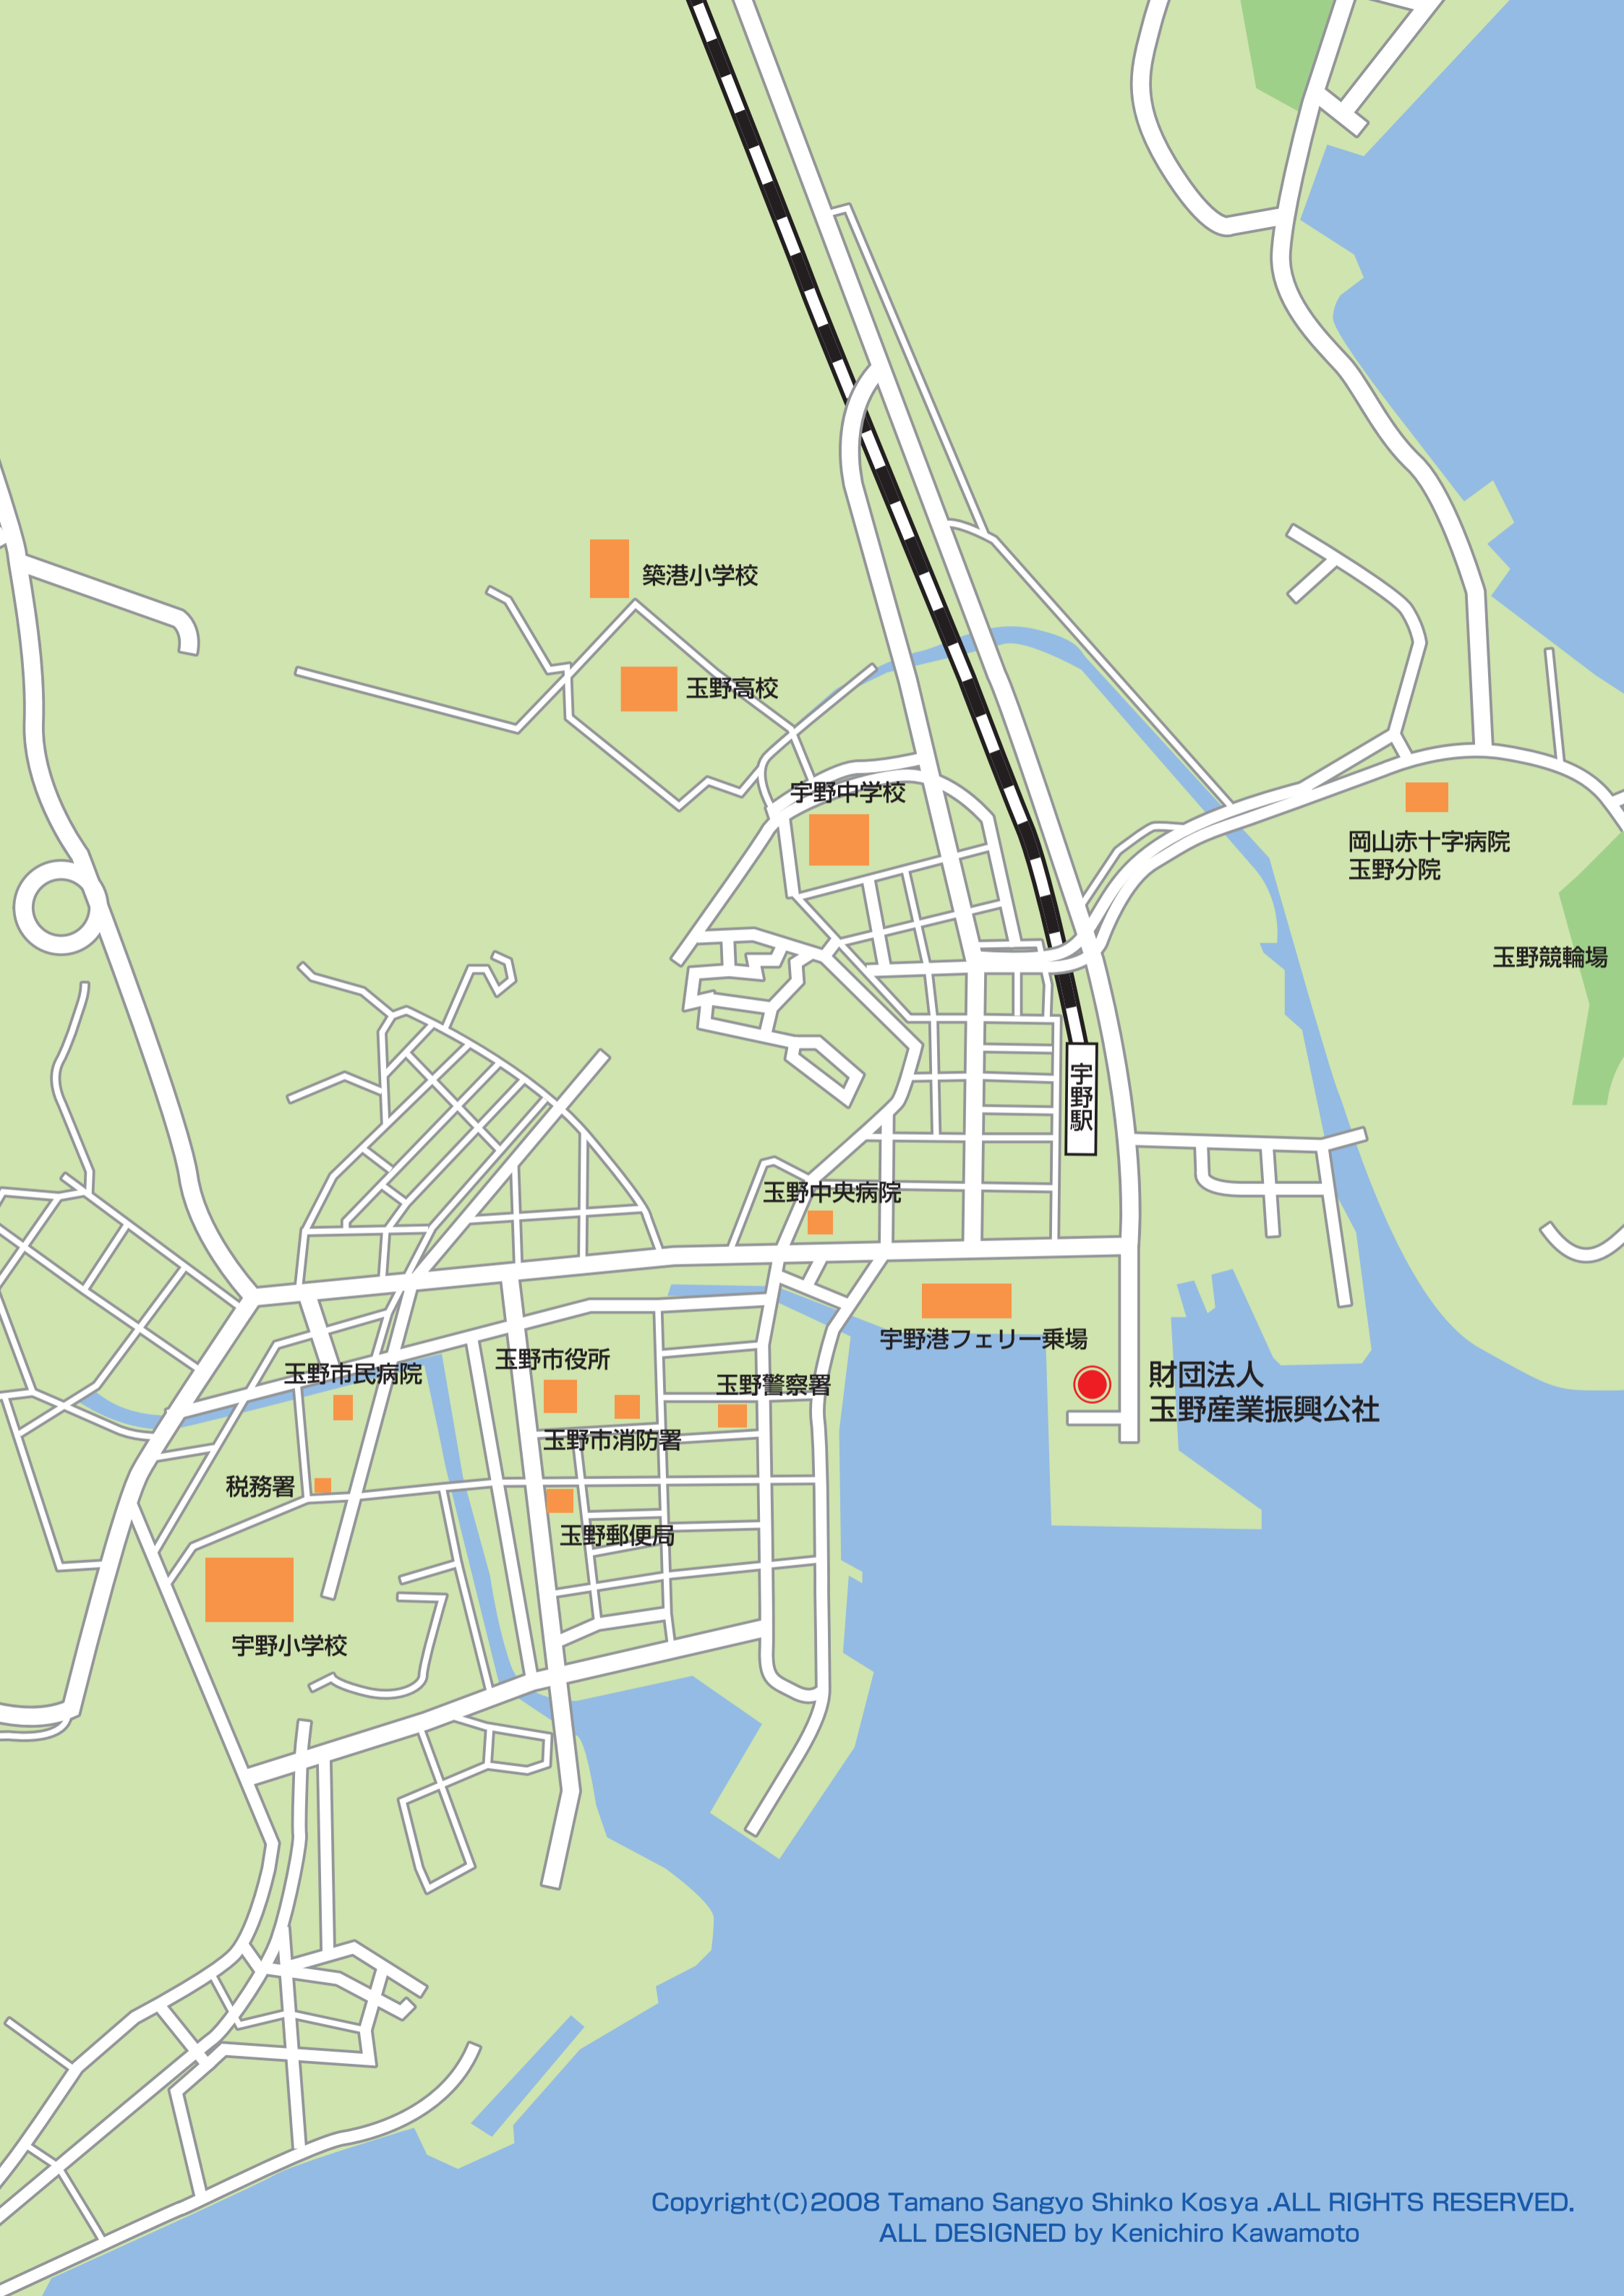 築港小学校
玉野高校
宇野中学校
岡山赤十字病院
玉野分院
玉野競輪場
宇野駅
玉野中央病院
宇野港フェリー乗場
財団法人
玉野産業振興公社
玉野市役所
玉野市民病院
玉野警察署
玉野市消防署
税務署
玉野郵便局
宇野小学校
Copyright(C)2008 Tamano Sangyo Shinko Kosya .ALL RIGHTS RESERVED.
ALL DESIGNED by Kenichiro Kawamoto